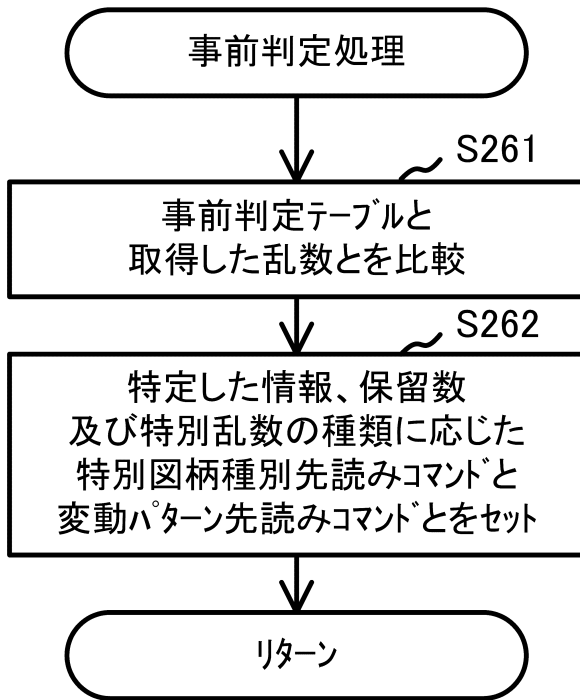 事前判定処理
S261
事前判定ﾃｰﾌﾞﾙと
取得した乱数とを比較
S262
特定した情報、保留数
及び特別乱数の種類に応じた
特別図柄種別先読みｺﾏﾝﾄﾞと
変動ﾊﾟﾀｰﾝ先読みｺﾏﾝﾄﾞとをｾｯﾄ
ﾘﾀｰﾝ